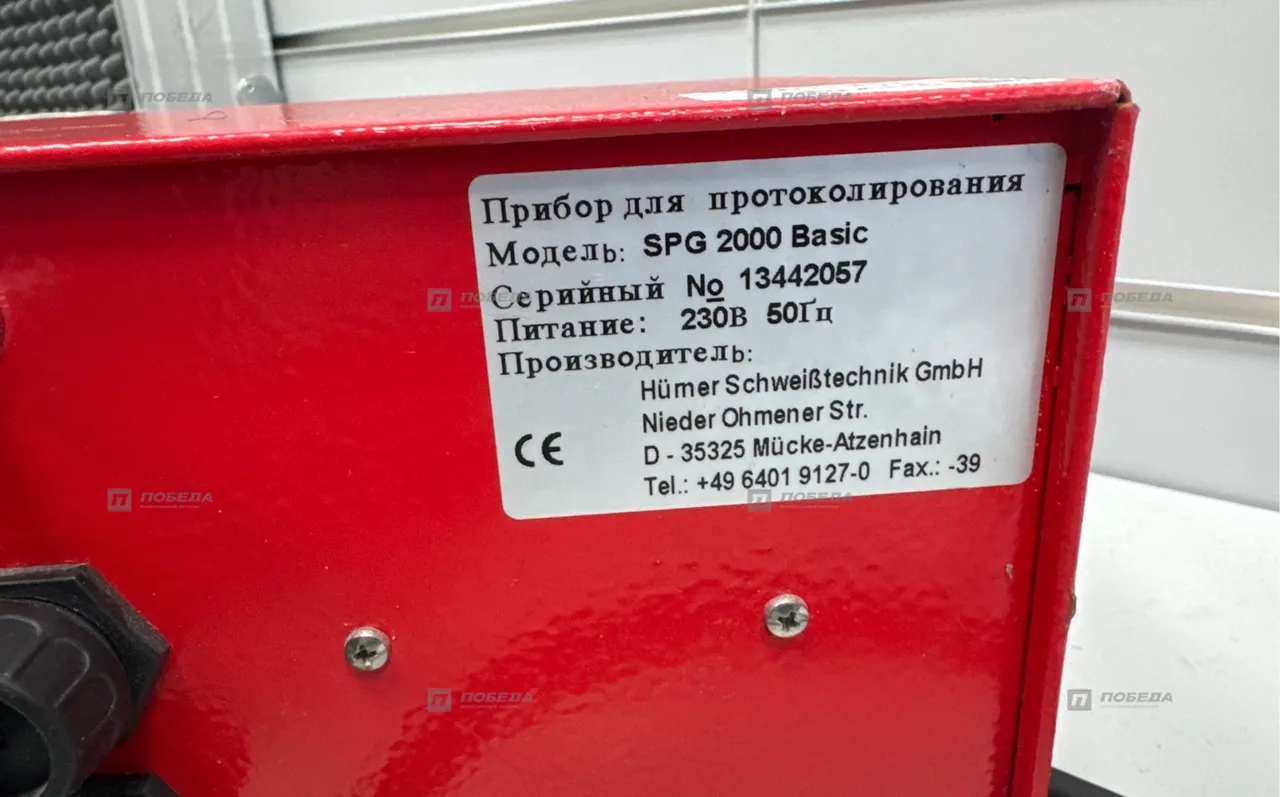 Прибор для протоколирования
Модель: SPG 2000 Basic
Серийный No 13442057
Питание: 230В 50Гц
Производитель:
Hürner Schweißtechnik GmbH
Nieder Ohmener Str.
D - 35325 Mücke-Atzenhain
CE
Tel.: +49 6401 9127-0 Fax.: -39
ПОБЕДА
ПОБЕДА
ПОБЕДА
ПОБЕДА
ПОБЕДА
ПОБЕДА
ПОБЕДА
ПОБЕДА